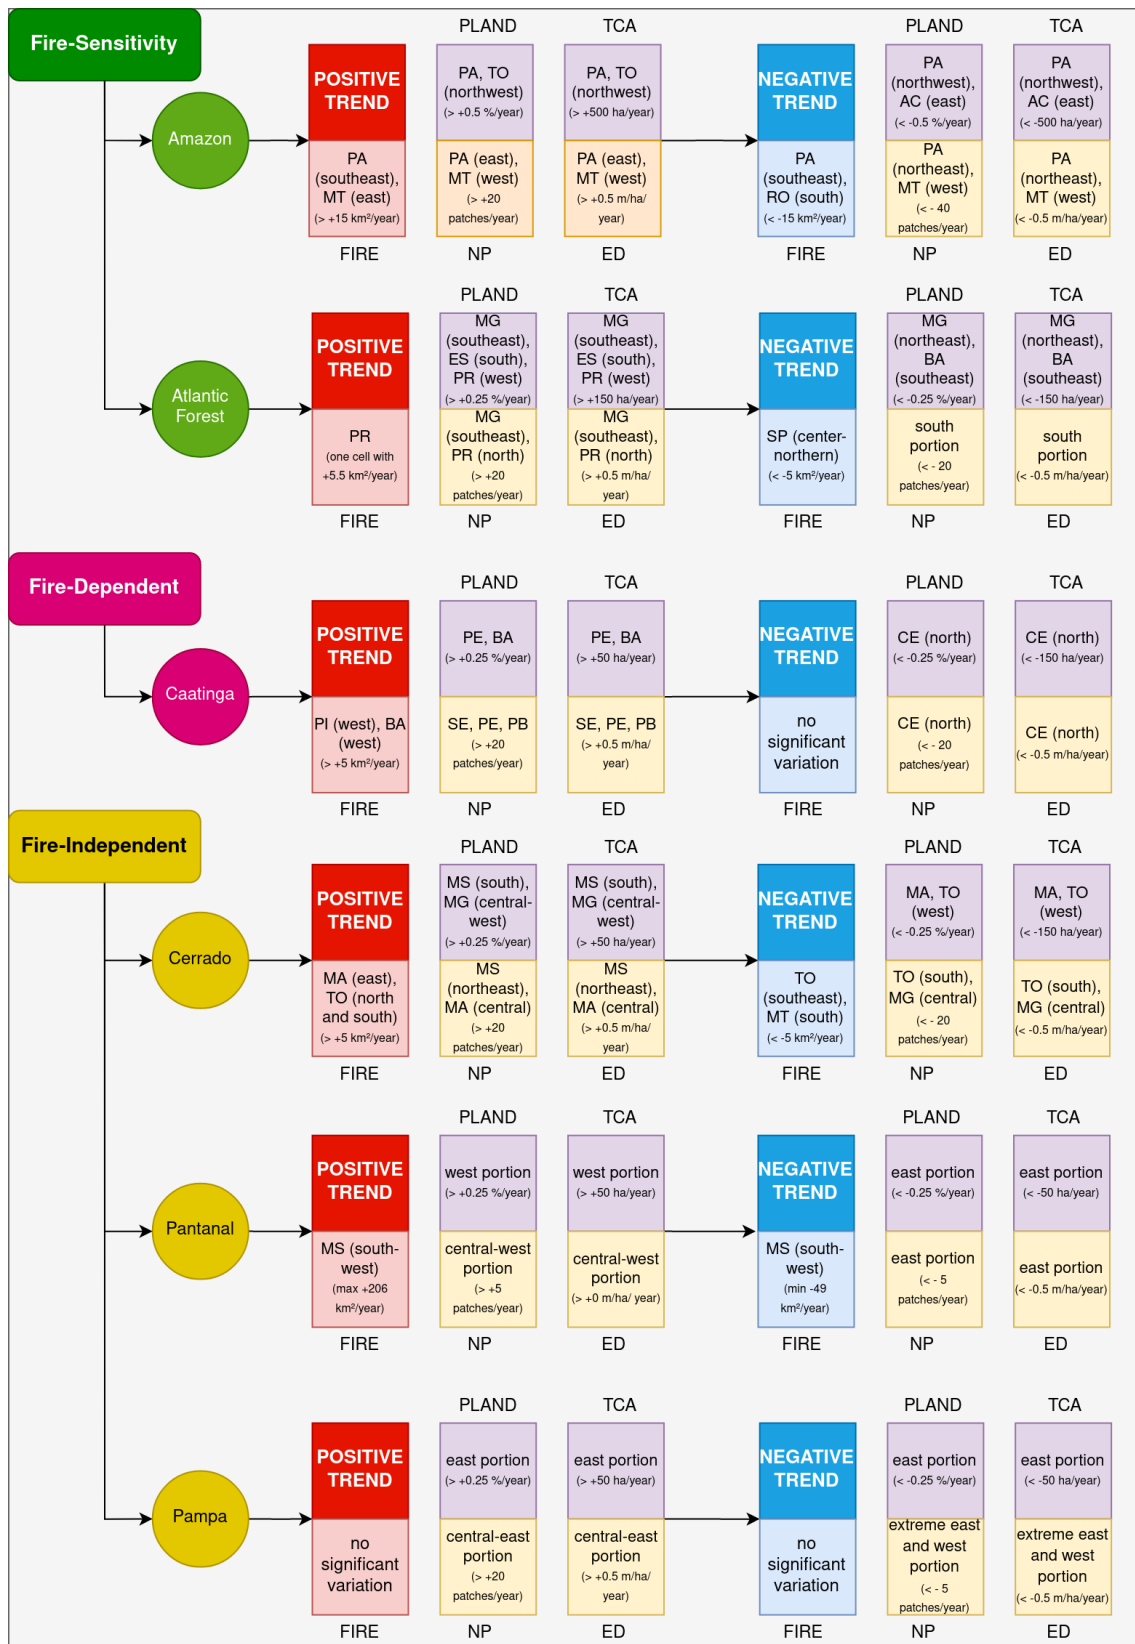 Fire-Sensitivity
Amazon
POSITIVE
TREND
PA
(southeast),
MT (east)
(> +15 km²/year)
FIRE
PLAND
PA, TO
(northwest)
(> +0.5 %/year)
PA (east),
MT (west)
(> +20
patches/year)
NP
TCA
PA, TO
(northwest)
(> +500 ha/year)
PA (east),
MT (west)
(> +0.5 m/ha/
year)
ED
NEGATIVE
TREND
PA
(southeast),
RO (south)
(< -15 km²/year)
FIRE
PLAND
PA
(northwest),
AC (east)
(< -0.5 %/year)
PA
(northeast),
MT (west)
(< - 40
patches/year)
NP
TCA
PA
(northwest),
AC (east)
(< -500 ha/year)
PA
(northeast),
MT (west)
(< -0.5 m/ha/year)
ED
Atlantic
Forest
POSITIVE
TREND
PR
(one cell with
+5.5 km²/year)
FIRE
PLAND
MG
(southeast),
ES (south),
PR (west)
(> +0.25 %/year)
MG
(southeast),
PR (north)
(> +20
patches/year)
NP
TCA
MG
(southeast),
ES (south),
PR (west)
(> +150 ha/year)
MG
(southeast),
PR (north)
(> +0.5 m/ha/
year)
ED
NEGATIVE
TREND
SP (center-
northern)
(< -5 km²/year)
FIRE
PLAND
MG
(northeast),
BA
(southeast)
(< -0.25 %/year)
south
portion
(< - 20
patches/year)
NP
TCA
MG
(northeast),
BA
(southeast)
(< -150 ha/year)
south
portion
(< -0.5 m/ha/year)
ED
Fire-Dependent
Caatinga
POSITIVE
TREND
PI (west), BA
(west)
(> +5 km²/year)
FIRE
PLAND
PE, BA
(> +0.25 %/year)
SE, PE, PB
(> +20
patches/year)
NP
TCA
PE, BA
(> +50 ha/year)
SE, PE, PB
(> +0.5 m/ha/
year)
ED
NEGATIVE
TREND
no
significant
variation
FIRE
PLAND
CE (north)
(< -0.25 %/year)
CE (north)
(< - 20
patches/year)
NP
TCA
CE (north)
(< -150 ha/year)
CE (north)
(< -0.5 m/ha/year)
ED
Fire-Independent
Cerrado
POSITIVE
TREND
MA (east),
TO (north
and south)
(> +5 km²/year)
FIRE
PLAND
MS (south),
MG (central-
west)
(> +0.25 %/year)
MS
(northeast),
MA (central)
(> +20
patches/year)
NP
TCA
MS (south),
MG (central-
west)
(> +50 ha/year)
MS
(northeast),
MA (central)
(> +0.5 m/ha/
year)
ED
NEGATIVE
TREND
TO
(southeast),
MT (south)
(< -5 km²/year)
FIRE
PLAND
MA, TO
(west)
(< -0.25 %/year)
TO (south),
MG (central)
(< - 20
patches/year)
NP
TCA
MA, TO
(west)
(< -150 ha/year)
TO (south),
MG (central)
(< -0.5 m/ha/year)
ED
Pantanal
POSITIVE
TREND
MS (south-
west)
(max +206
km²/year)
FIRE
PLAND
west portion
(> +0.25 %/year)
central-west
portion
(> +5
patches/year)
NP
TCA
west portion
(> +50 ha/year)
central-west
portion
(> +0 m/ha/ year)
ED
NEGATIVE
TREND
MS (south-
west)
(min -49
km²/year)
FIRE
PLAND
east portion
(< -0.25 %/year)
east portion
(< - 5
patches/year)
NP
TCA
east portion
(< -50 ha/year)
east portion
(< -0.5 m/ha/year)
ED
Pampa
POSITIVE
TREND
no
significant
variation
FIRE
PLAND
east portion
(> +0.25 %/year)
central-east
portion
(> +20
patches/year)
NP
TCA
east portion
(> +50 ha/year)
central-east
portion
(> +0.5 m/ha/
year)
ED
NEGATIVE
TREND
no
significant
variation
FIRE
PLAND
east portion
(< -0.25 %/year)
extreme east
and west
portion
(< - 5
patches/year)
NP
TCA
east portion
(< -50 ha/year)
extreme east
and west
portion
(< -0.5 m/ha/year)
ED